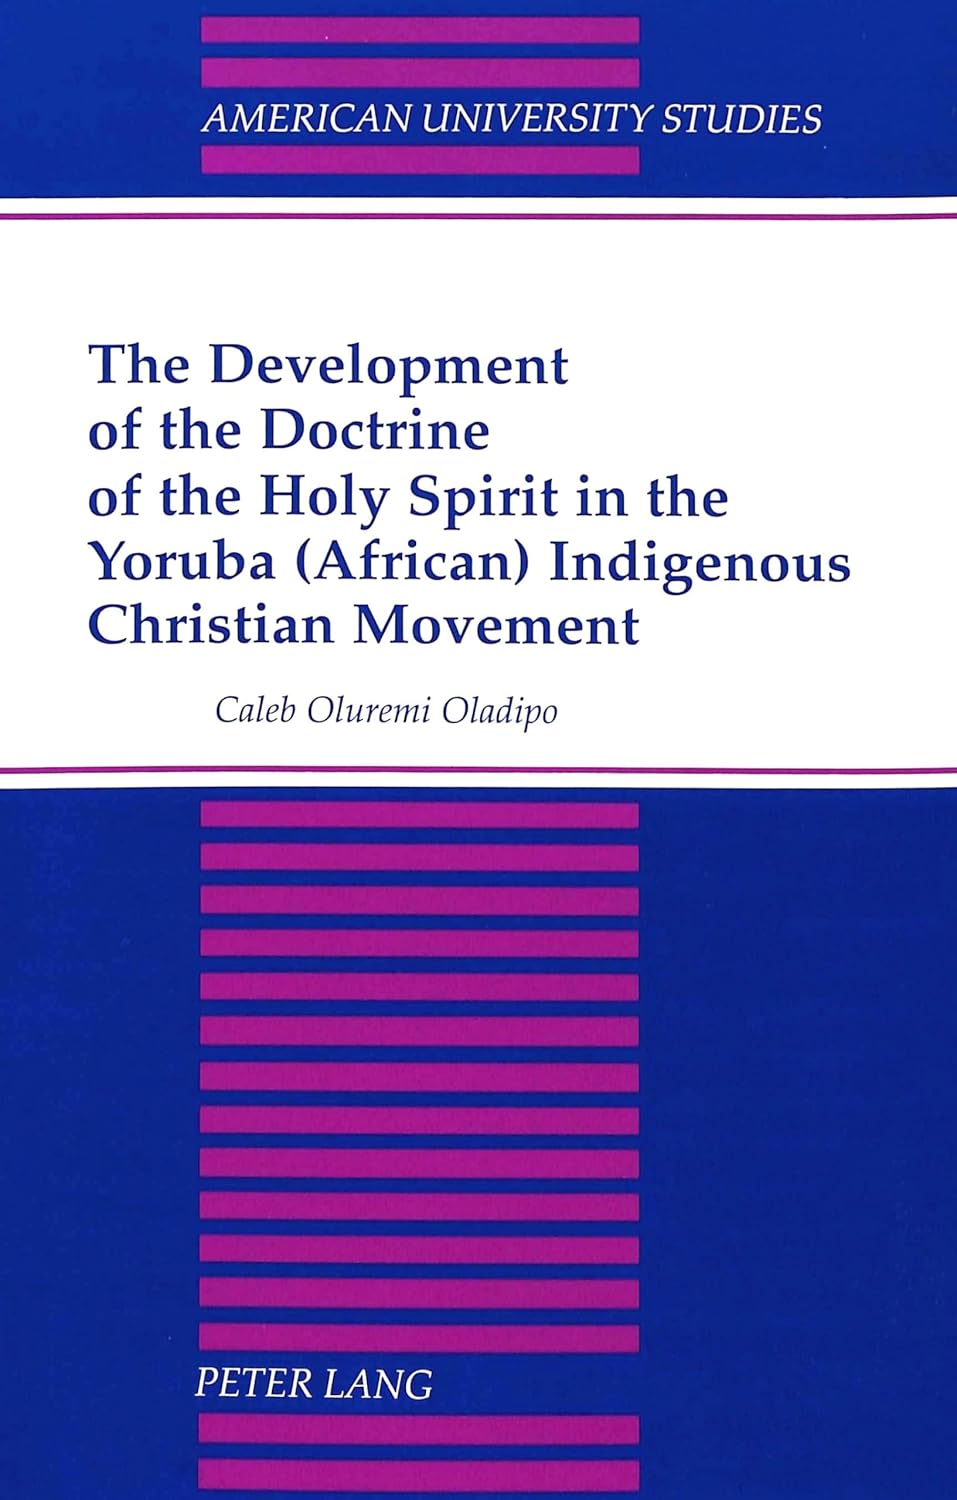 AMERICAN UNIVERSITY STUDIES
The Development
of the Doctrine
of the Holy Spirit in the
Yoruba (African) Indigenous
Christian Movement
Caleb Oluremi Oladipo
PETER LANG